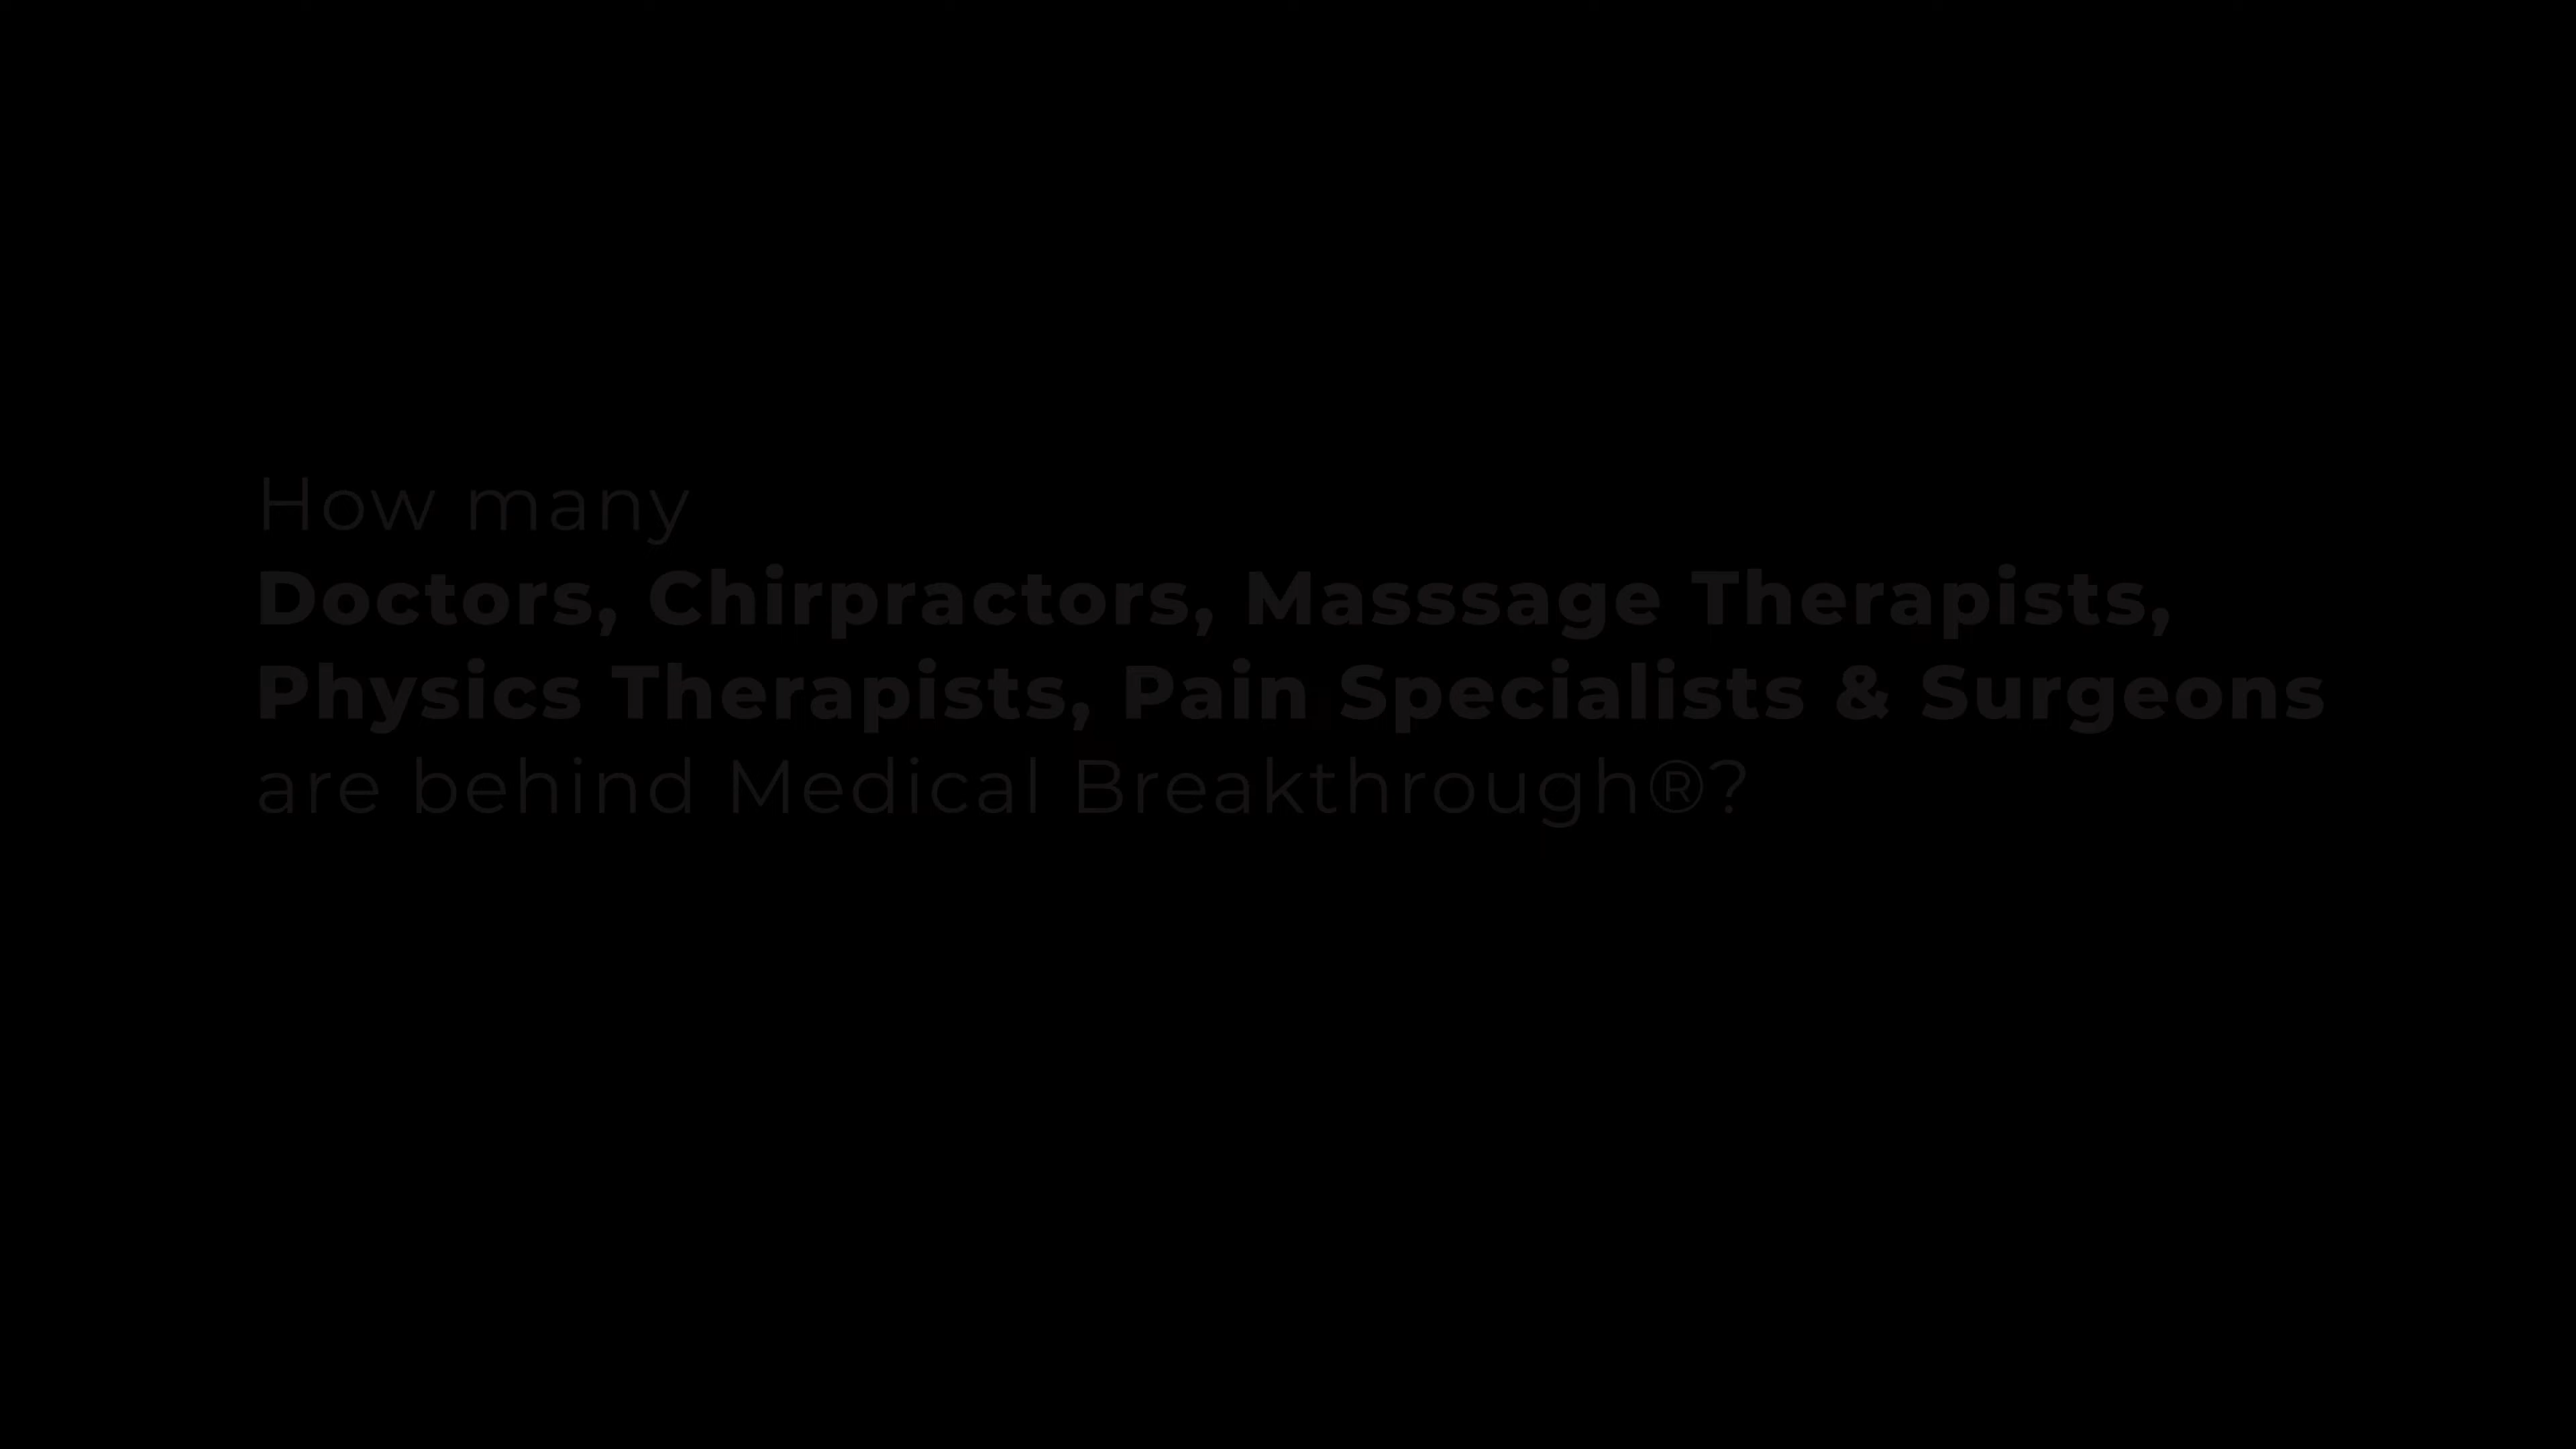 How many
Doctors, Chirpractors, Masssage Therapists,
Physics Therapists, Pain Specialists & Surgeons
are behind Medical Breakthrough®?